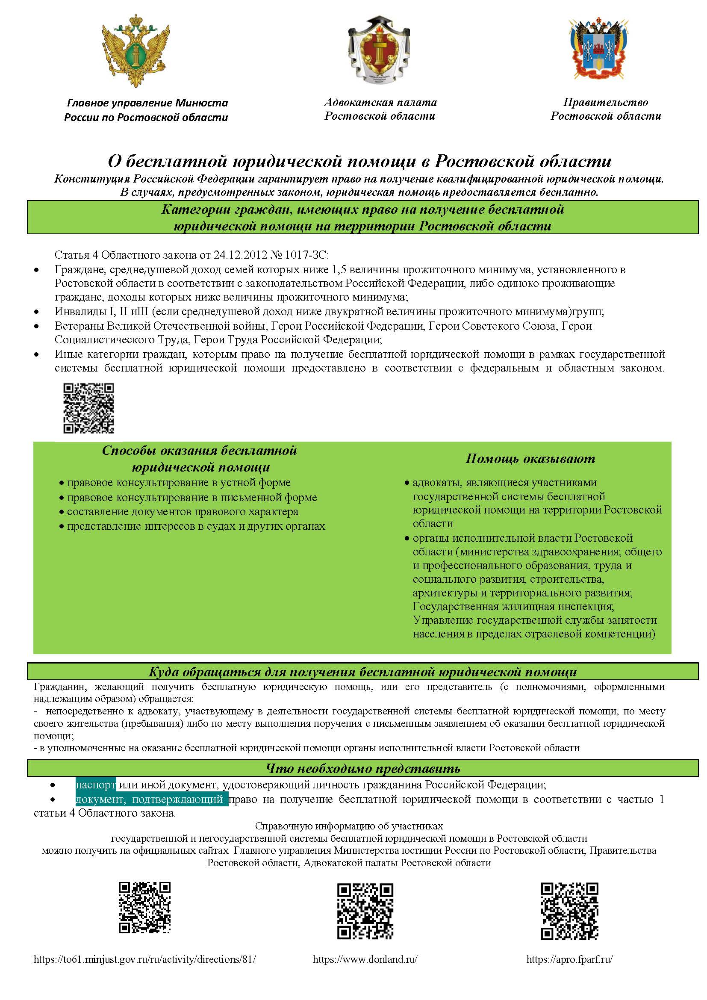 Главное управление Минюста
России по Ростовской области
Адвокатская палата
Ростовской области
Правительство
Ростовской области
О бесплатной юридической помощи в Ростовской области
Конституция Российской Федерации гарантирует право на получение квалифицированной юридической помощи.
В случаях, предусмотренных законом, юридическая помощь предоставляется бесплатно.
Категории граждан, имеющих право на получение бесплатной
юридической помощи на территории Ростовской области
Статья 4 Областного закона от 24.12.2012 № 1017-ЗС:
• Граждане, среднедушевой доход семей которых ниже 1,5 величины прожиточного минимума, установленного в
Ростовской области в соответствии с законодательством Российской Федерации, либо одиноко проживающие
граждане, доходы которых ниже величины прожиточного минимума;
• Инвалиды I, II иIII (если среднедушевой доход ниже двукратной величины прожиточного минимума)групп;
• Ветераны Великой Отечественной войны, Герои Российской Федерации, Герои Советского Союза, Герои
Социалистического Труда, Герои Труда Российской Федерации;
• Иные категории граждан, которым право на получение бесплатной юридической помощи в рамках государственной
системы бесплатной юридической помощи предоставлено в соответствии с федеральным и областным законом.
Способы оказания бесплатной
юридической помощи
• правовое консультирование в устной форме
• правовое консультирование в письменной форме
• составление документов правового характера
• представление интересов в судах и других органах
Помощь оказывают
• адвокаты, являющиеся участниками
государственной системы бесплатной
юридической помощи на территории Ростовской
области
• органы исполнительной власти Ростовской
области (министерства здравоохранения; общего
и профессионального образования, труда и
социального развития, строительства,
архитектуры и территориального развития;
Государственная жилищная инспекция;
Управление государственной службы занятости
населения в пределах отраслевой компетенции)
Куда обращаться для получения бесплатной юридической помощи
Гражданин, желающий получить бесплатную юридическую помощь, или его представитель (с полномочиями, оформленными
надлежащим образом) обращается:
- непосредственно к адвокату, участвующему в деятельности государственной системы бесплатной юридической помощи, по месту
своего жительства (пребывания) либо по месту выполнения поручения с письменным заявлением об оказании бесплатной юридической
помощи;
- в уполномоченные на оказание бесплатной юридической помощи органы исполнительной власти Ростовской области
Что необходимо представить
• паспорт или иной документ, удостоверяющий личность гражданина Российской Федерации;
• документ, подтверждающий право на получение бесплатной юридической помощи в соответствии с частью 1
статьи 4 Областного закона.
Справочную информацию об участниках
государственной и негосударственной системы бесплатной юридической помощи в Ростовской области
можно получить на официальных сайтах Главного управления Министерства юстиции России по Ростовской области, Правительства
Ростовской области, Адвокатской палаты Ростовской области
https://to61.minjust.gov.ru/ru/activity/directions/81/
https://www.donland.ru/
https://apro.fparf.ru/